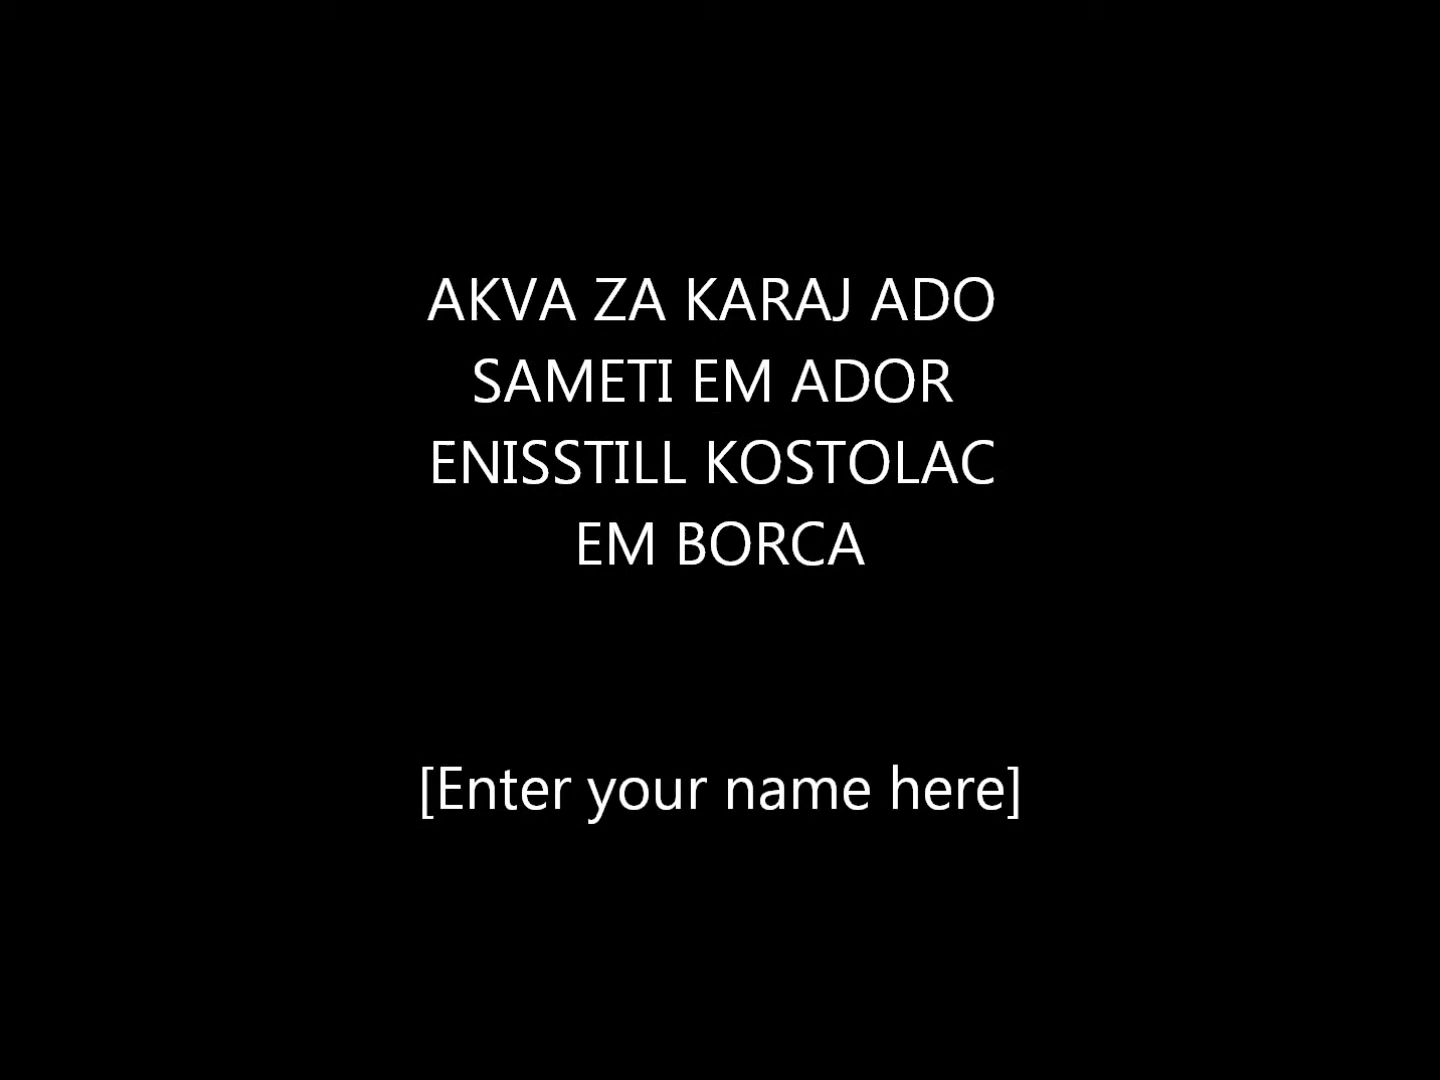 AKVA ZA KARAJ ADO
SAMETI EM ADOR
ENISSTILL KOSTOLAC
EM BORCA
[Enter your name here]